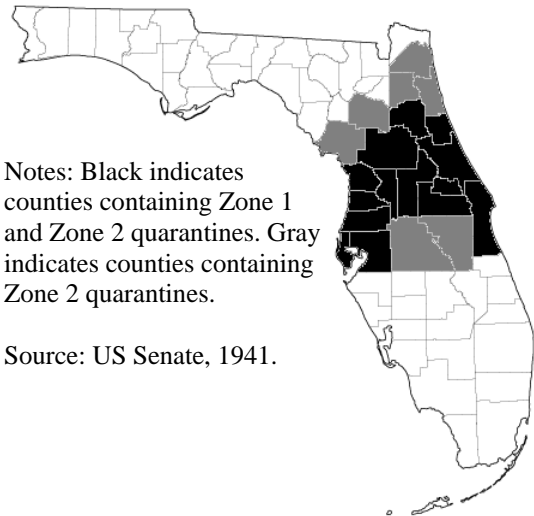 Notes: Black indicates
counties containing Zone 1
and Zone 2 quarantines. Gray
indicates counties containing
Zone 2 quarantines.
Source: US Senate, 1941.